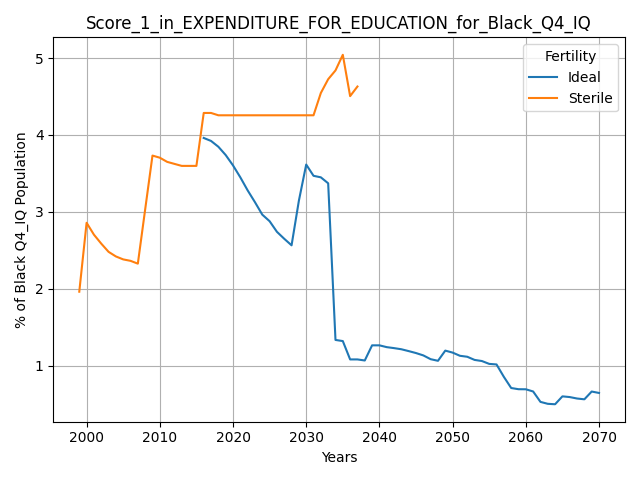 Score_1_in_EXPENDITURE_FOR_EDUCATION_for_Black_Q4_IQ
Fertility
Ideal
Sterile
% of Black Q4_IQ Population
5
4
3
2
1
2000 2010 2020 2030 2040 2050 2060 2070
Years